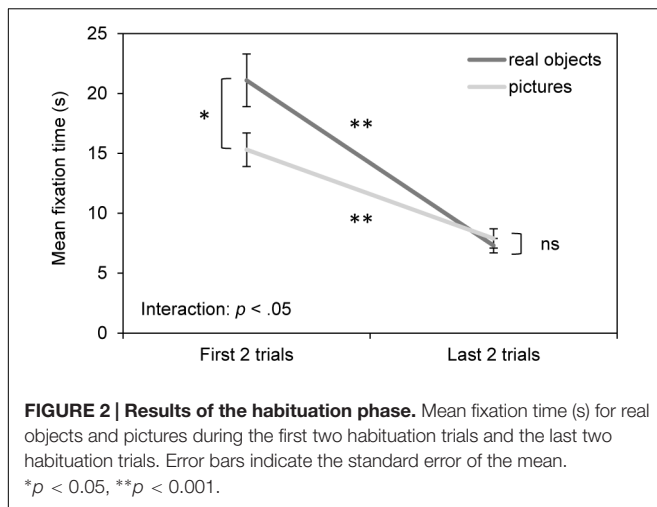 25
20
15
10
5
0
Mean fixation time (s)
real objects
pictures
*
**
**
ns
Interaction: p < .05
First 2 trials
Last 2 trials
FIGURE 2 | Results of the habituation phase. Mean fixation time (s) for real
objects and pictures during the first two habituation trials and the last two
habituation trials. Error bars indicate the standard error of the mean.
*p < 0.05, **p < 0.001.